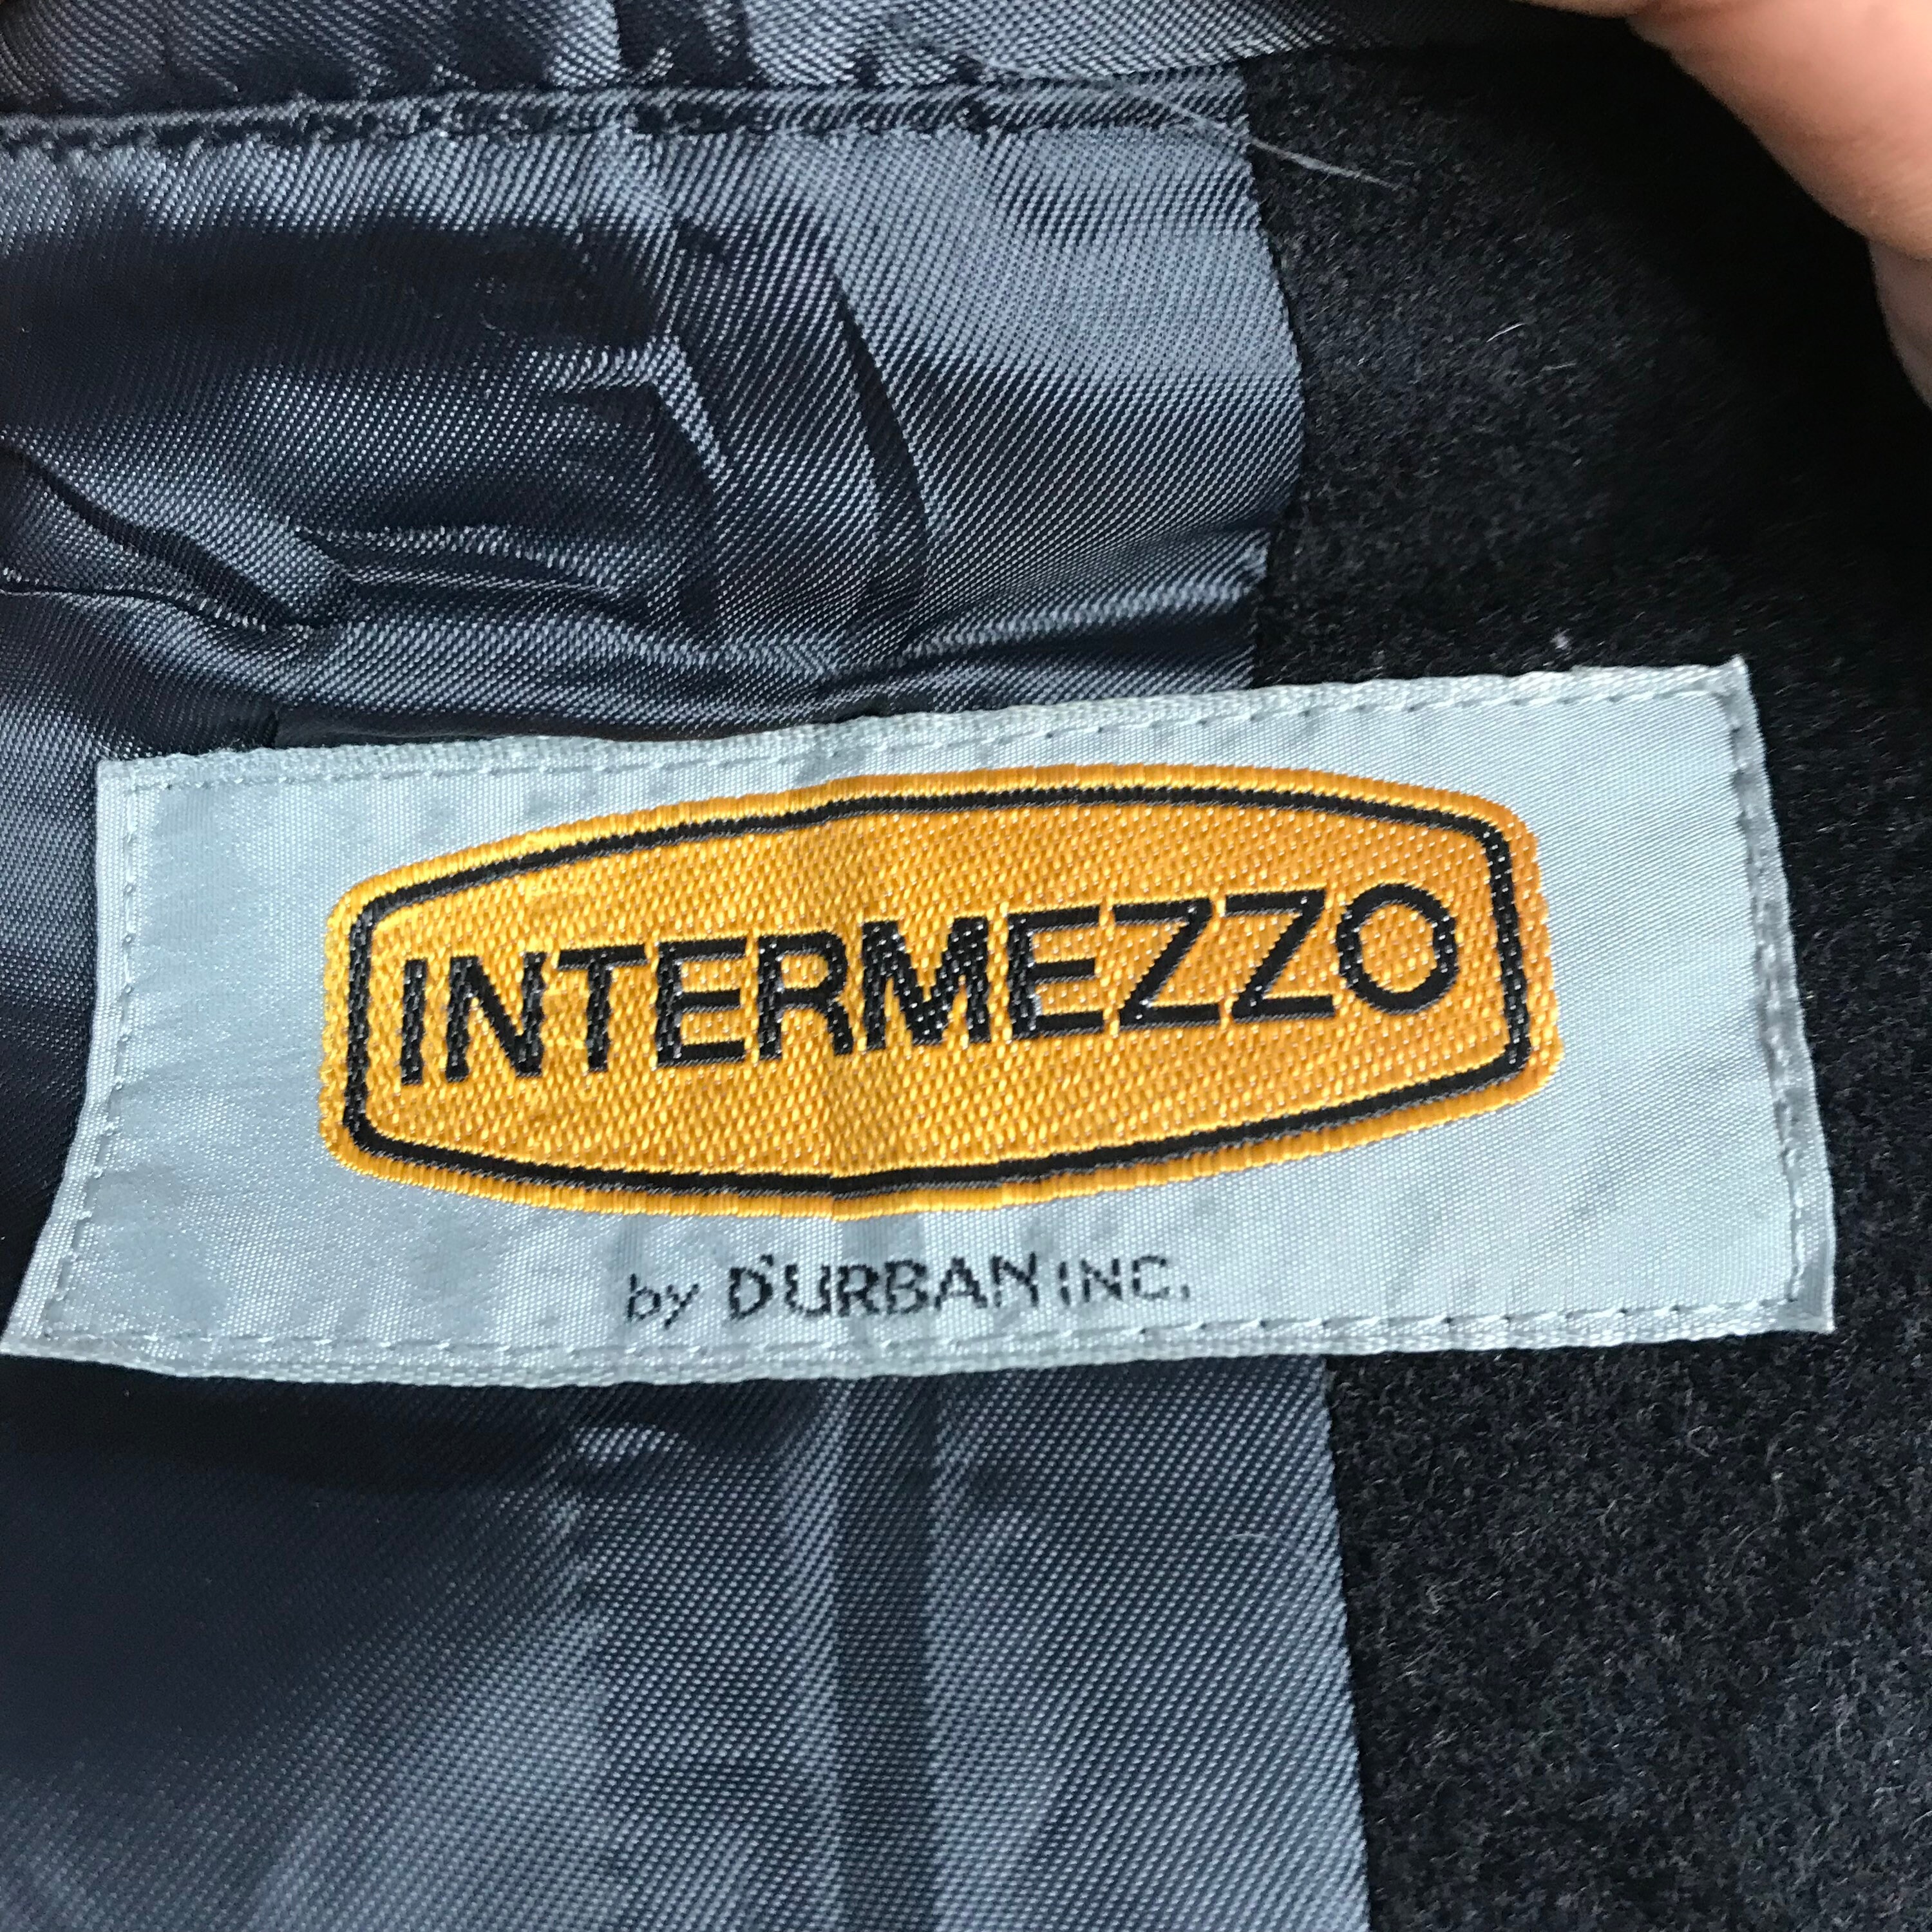 INTERMEZZO
by D'URBAN INC.